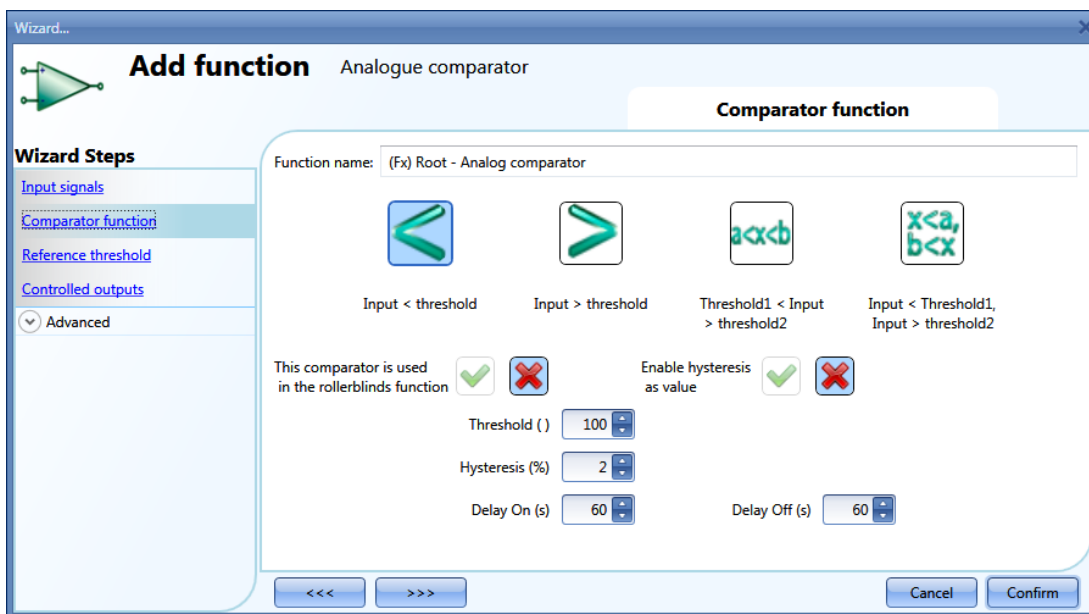 Wizard...
Add function Analogue comparator
Comparator function
Wizard Steps
Input signals
Comparator function
Reference threshold
Controlled outputs
Advanced
Function name: (Fx) Root - Analog comparator
< > a<x<b x<a,
b<x
Input < threshold Input > threshold Threshold1 < Input Input < Threshold1,
> threshold2 Input > threshold2
This comparator is used Enable hysteresis
in the rollerblinds function as value
Threshold ( ) 100
Hysteresis (%) 2
Delay On (s) 60 Delay Off (s) 60
<<< >>> Cancel Confirm